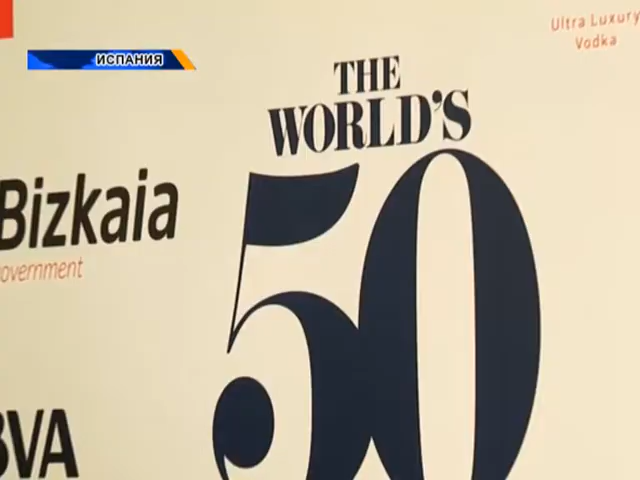 ИСПАНИЯ
Ultra Luxury
Vodka
THE
WORLD'S
50
Bizkaia
overnment
BVA